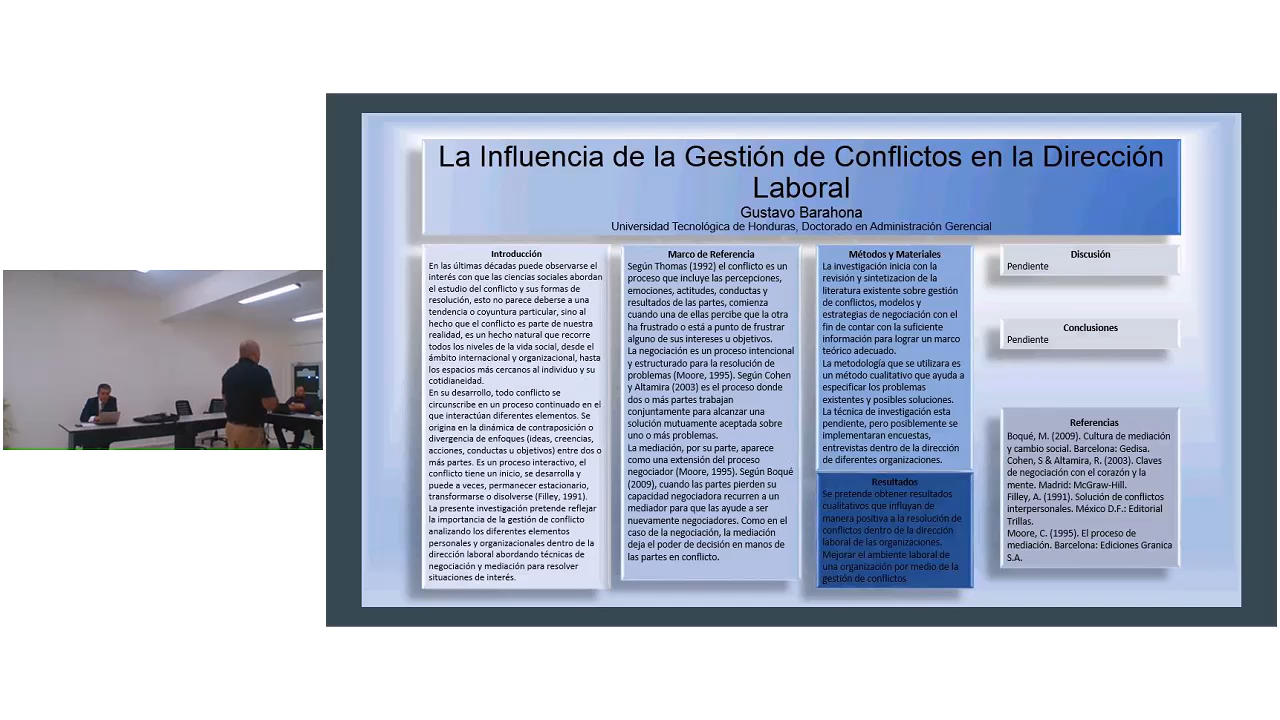 La Influencia de la Gestión de Conflictos en la Dirección
Laboral
Gustavo Barahona
Universidad Tecnológica de Honduras, Doctorado en Administración Gerencial
Introducción
En las últimas décadas puede observarse el
interés con que las ciencias sociales abordan
el estudio del conflicto y sus formas de
resolución, esto no parece deberse a una
tendencia o coyuntura particular, sino al
hecho que el conflicto es parte de nuestra
realidad, es un hecho natural que recorre
todos los niveles de la vida social, desde el
ámbito internacional y organizacional, hasta
los espacios más cercanos al individuo y su
cotidianeidad.
En su desarrollo, todo conflicto se
circunscribe en un proceso continuado en el
que interactúan diferentes elementos. Se
origina en la dinámica de contraposición o
divergencia de enfoques (ideas, creencias,
acciones, conductas u objetivos) entre dos o
más partes. Es un proceso interactivo, el
conflicto tiene un inicio, se desarrolla y
puede a veces, permanecer estacionario,
transformarse o disolverse (Filley, 1991).
La presente investigación pretende reflejar
la importancia de la gestión de conflicto
analizando los diferentes elementos
personales y organizacionales dentro de la
dirección laboral abordando técnicas de
negociación y mediación para resolver
situaciones de interés.
Marco de Referencia
Según Thomas (1992) el conflicto es un
proceso que incluye las percepciones,
emociones, actitudes, conductas y
resultados de las partes, comienza
cuando una de ellas percibe que la otra
ha frustrado o está a punto de frustrar
alguno de sus intereses u objetivos.
La negociación es un proceso intencional
y estructurado para la resolución de
problemas (Moore, 1995). Según Cohen
y Altamira (2003) es el proceso donde
dos o más partes trabajan
conjuntamente para alcanzar una
solución mutuamente aceptada sobre
uno o más problemas.
La mediación, por su parte, aparece
como una extensión del proceso
negociador (Moore, 1995). Según Boqué
(2009), cuando las partes pierden su
capacidad negociadora recurren a un
mediador para que las ayude a ser
nuevamente negociadores. Como en el
caso de la negociación, la mediación
deja el poder de decisión en manos de
las partes en conflicto.
Métodos y Materiales
La investigación inicia con la
revisión y sintetizacion de la
literatura existente sobre gestión
de conflictos, modelos y
estrategias de negociación con el
fin de contar con la suficiente
información para lograr un marco
teórico adecuado.
La metodología que se utilizara es
un método cualitativo que ayuda a
especificar los problemas
existentes y posibles soluciones.
La técnica de investigación esta
pendiente, pero posiblemente se
implementaran encuestas,
entrevistas dentro de la dirección
de diferentes organizaciones.
Resultados
Se pretende obtener resultados
cualitativos que influyan de
manera positiva a la resolución de
conflictos dentro de la dirección
laboral de las organizaciones.
Mejorar el ambiente laboral de
una organización por medio de la
gestión de conflictos
Discusión
Pendiente
Conclusiones
Pendiente
Referencias
Boqué, M. (2009). Cultura de mediación
y cambio social. Barcelona: Gedisa.
Cohen, S & Altamira, R. (2003). Claves
de negociación con el corazón y la
mente. Madrid: McGraw-Hill.
Filley, A. (1991). Solución de conflictos
interpersonales. México D.F.: Editorial
Trillas.
Moore, C. (1995). El proceso de
mediación. Barcelona: Ediciones Granica
S.A.